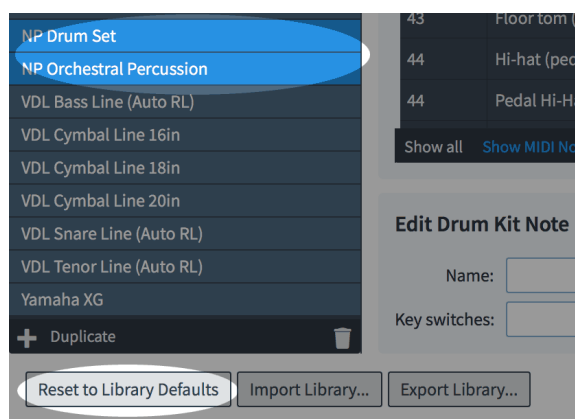 NP Drum Set
NP Orchestral Percussion
VDL Bass Line (Auto RL)
VDL Cymbal Line 16in
VDL Cymbal Line 18in
VDL Cymbal Line 20in
VDL Snare Line (Auto RL)
VDL Tenor Line (Auto RL)
Yamaha XG
Duplicate
43 Floor tom (
44 Hi-hat (ped
44 Pedal Hi-H
Show all Show MIDI No
Edit Drum Kit Note
Name:
Key switches:
Reset to Library Defaults Import Library... Export Library...